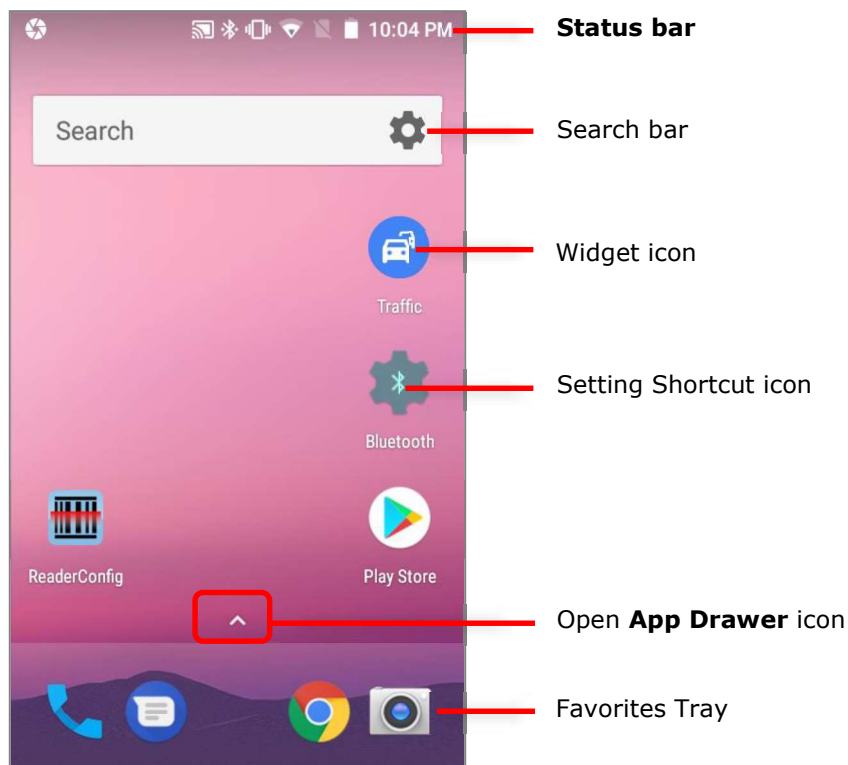 10:04 PM
Status bar
Search
Search bar
Widget icon
Traffic
Setting Shortcut icon
Bluetooth
ReaderConfig
Play Store
Open App Drawer icon
Favorites Tray